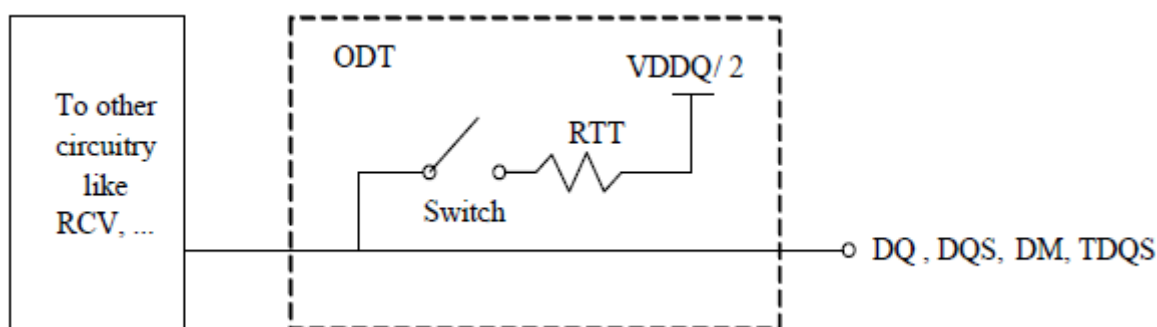 To other
circuitry
like
RCV, ...
ODT
VDDQ/ 2
RTT
Switch
DQ , DQS, DM, TDQS